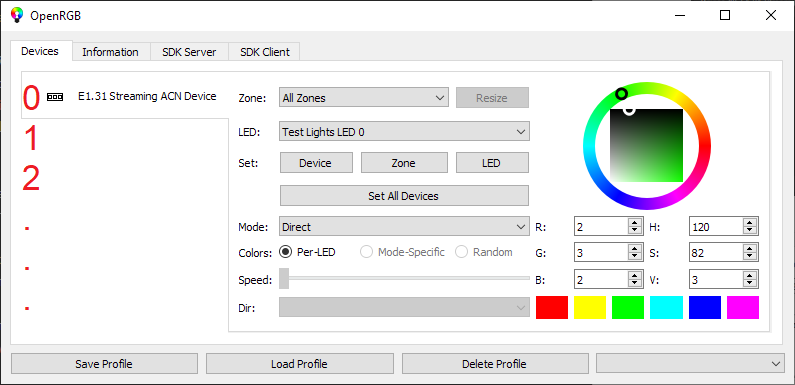 OpenRGB
Devices Information SDK Server SDK Client
0 E1.31 Streaming ACN Device
1
2
.
.
.
Zone: All Zones Resize
LED: Test Lights LED 0
Set: Device Zone LED
Set All Devices
Mode: Direct
Colors: Per-LED Mode-Specific Random
Speed:
Dir:
R: 2 H: 120
G: 3 S: 82
B: 2 V: 3
Save Profile Load Profile Delete Profile